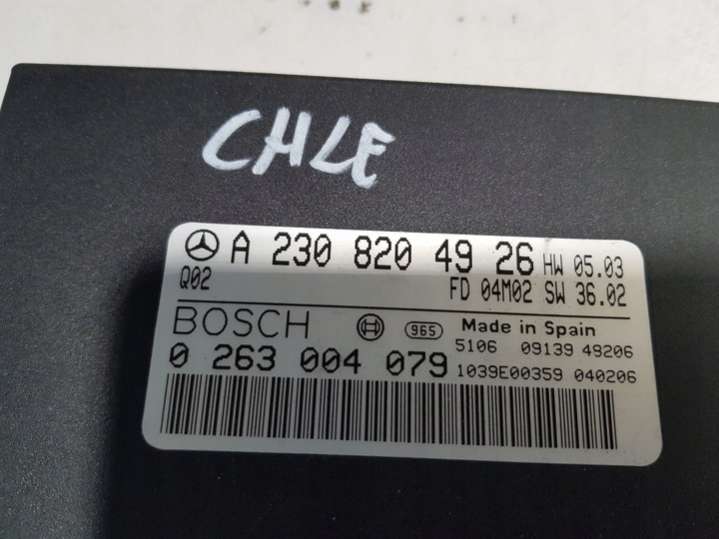 CHLE
A 230 820 49 26 HW 05.03
Q02 FD 04M02 SW 36.02
BOSCH 965 Made in Spain
5106 09139 49206
0 263 004 079 1039E00359 040206